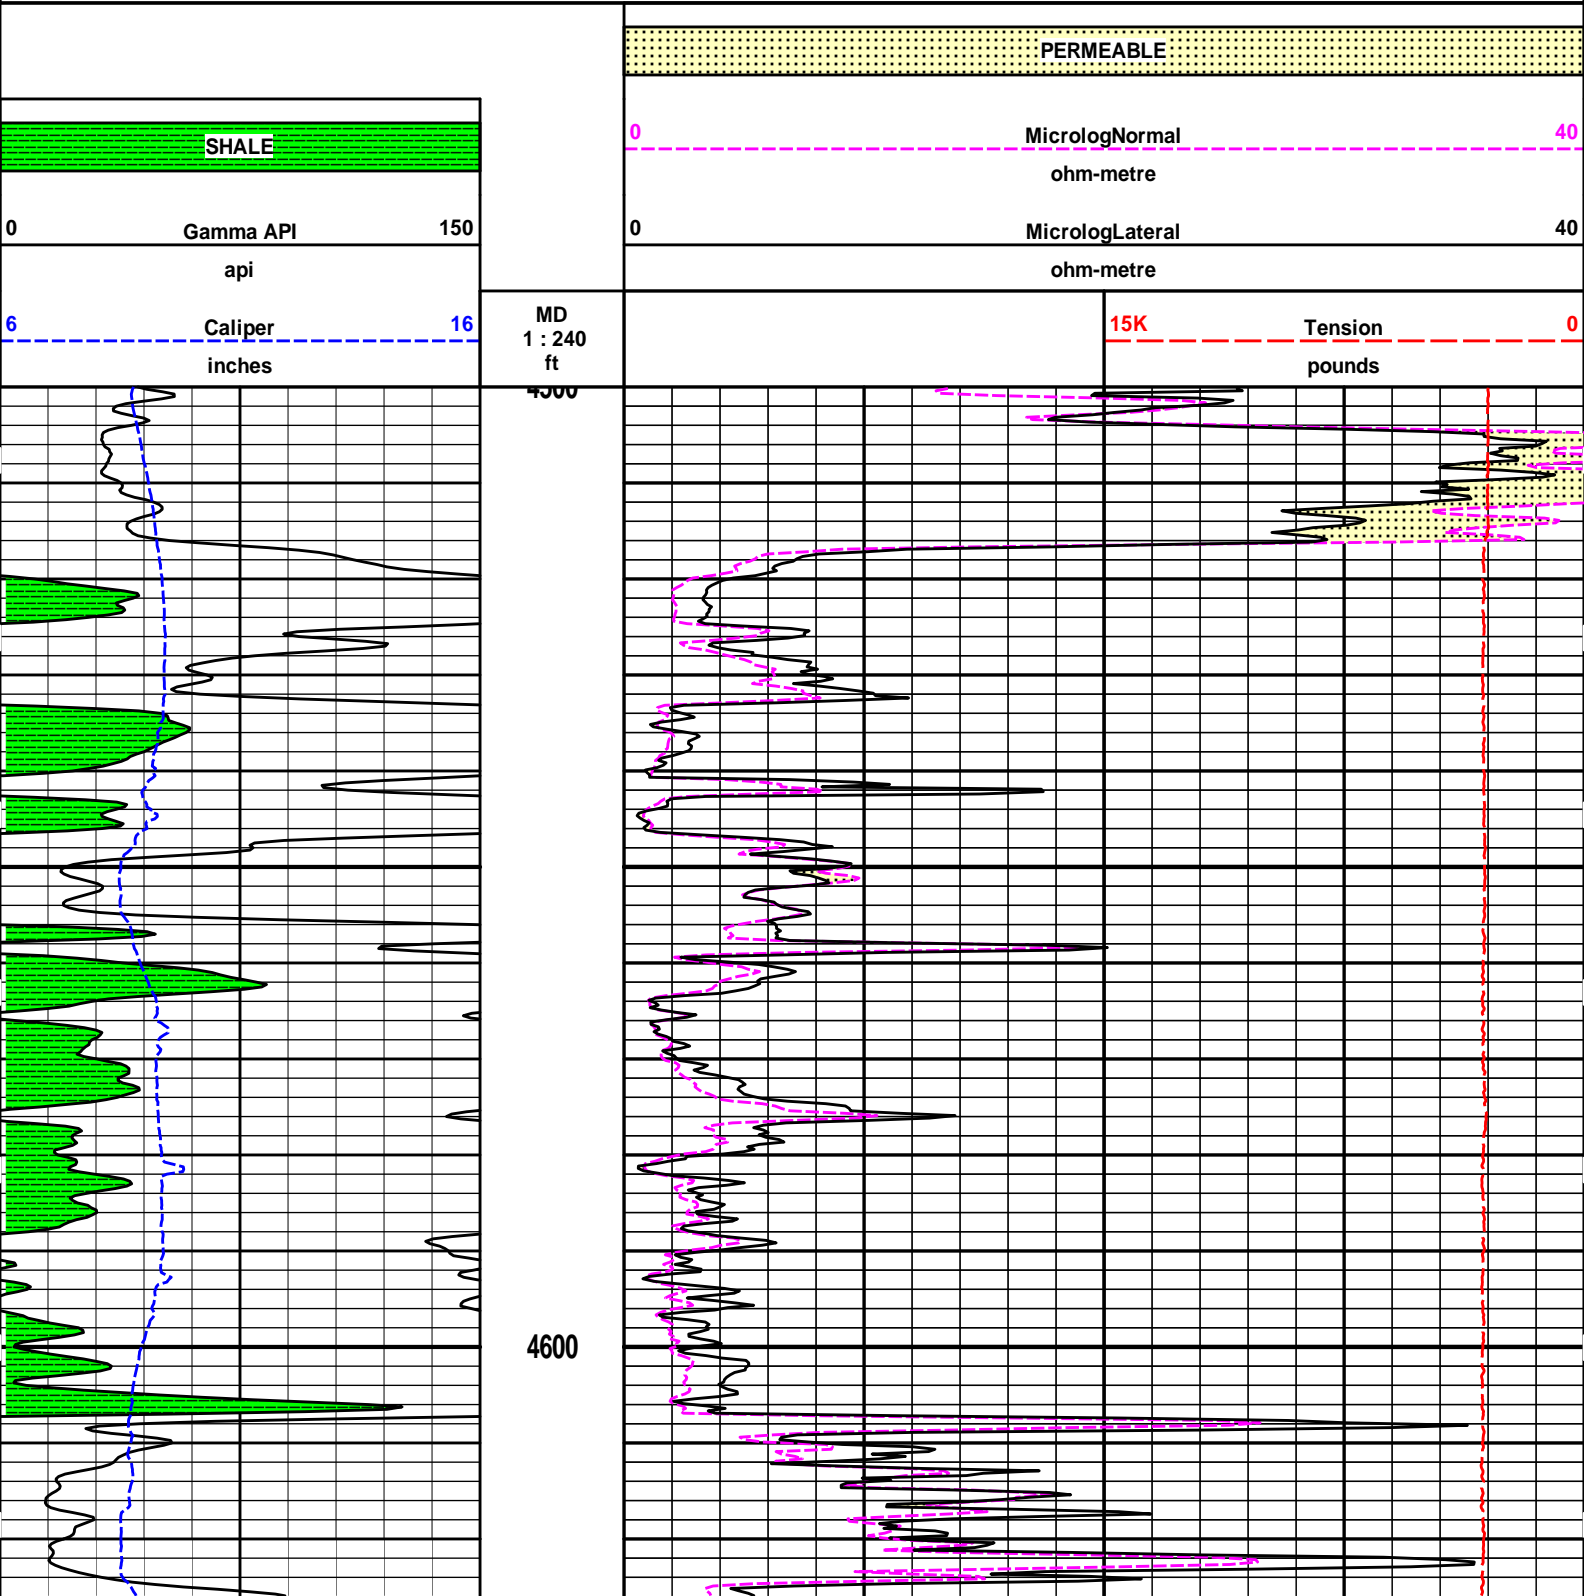 PERMEABLE
SHALE
0 MicrologNormal 40
ohm-metre
0 Gamma API 150
api
0 MicrologLateral 40
ohm-metre
6 Caliper 16
inches
MD
1 : 240
ft
15K Tension 0
pounds
4500
4600